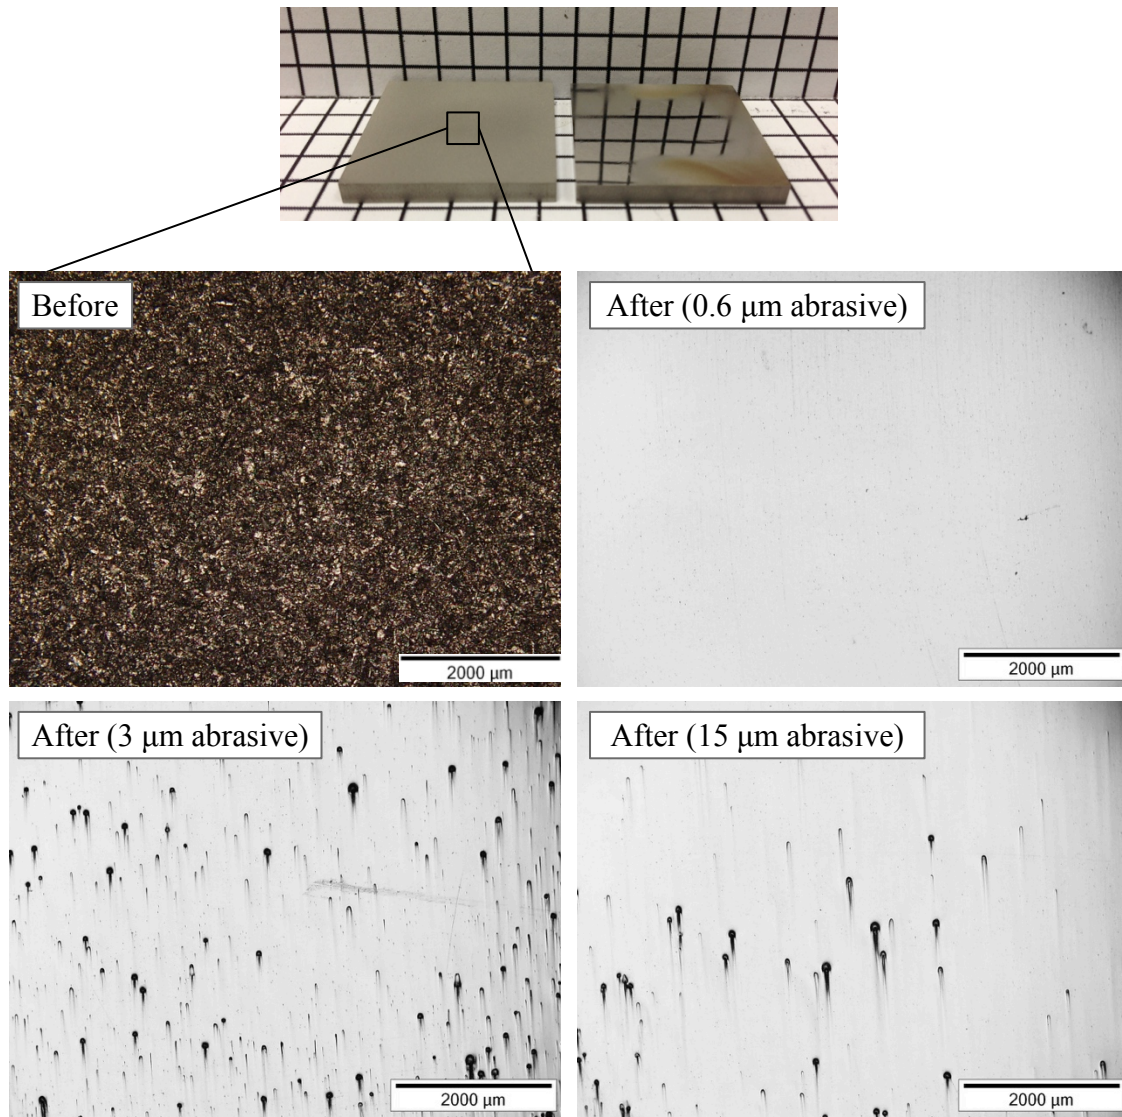 Before
2000 µm
After (0.6 μm abrasive)
2000 µm
After (3 μm abrasive)
2000 µm
After (15 μm abrasive)
2000 µm